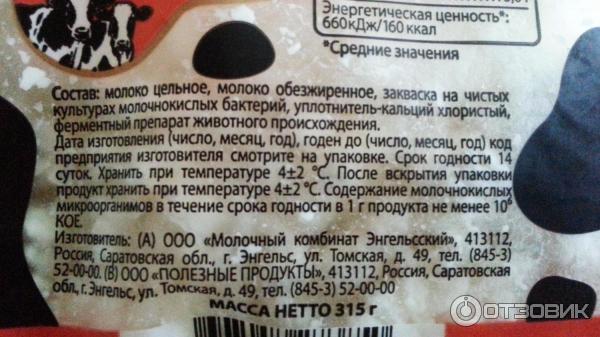 Энергетическая ценность*:
660кДж/160 ккал
*Средние значения
Состав: молоко цельное, молоко обезжиренное, закваска на чистых
культурах молочнокислых бактерий, уплотнитель-кальций хлористый,
ферментный препарат животного происхождения.
Дата изготовления (число, месяц, год), годен до (число, месяц, год) код
предприятия изготовителя смотрите на упаковке. Срок годности 14
суток. Хранить при температуре 4±2 °С. После вскрытия упаковки
продукт хранить при температуре 4±2 °С. Содержание молочнокислых
микроорганимов в течение срока годности в 1 г продукта не менее 10⁶
КОЕ.
Изготовитель: (А) ООО «Молочный комбинат Энгельсский», 413112,
Россия, Саратовская обл., г. Энгельс, ул. Томская, д. 49, тел. (845-3)
52-00-00. (В) ООО «ПОЛЕЗНЫЕ ПРОДУКТЫ», 413112, Россия, Саратовская
обл., г. Энгельс, ул. Томская, д. 49, тел. (845-3) 52-00-00
МАССА НЕТТО 315 г
ОТЗОВИК